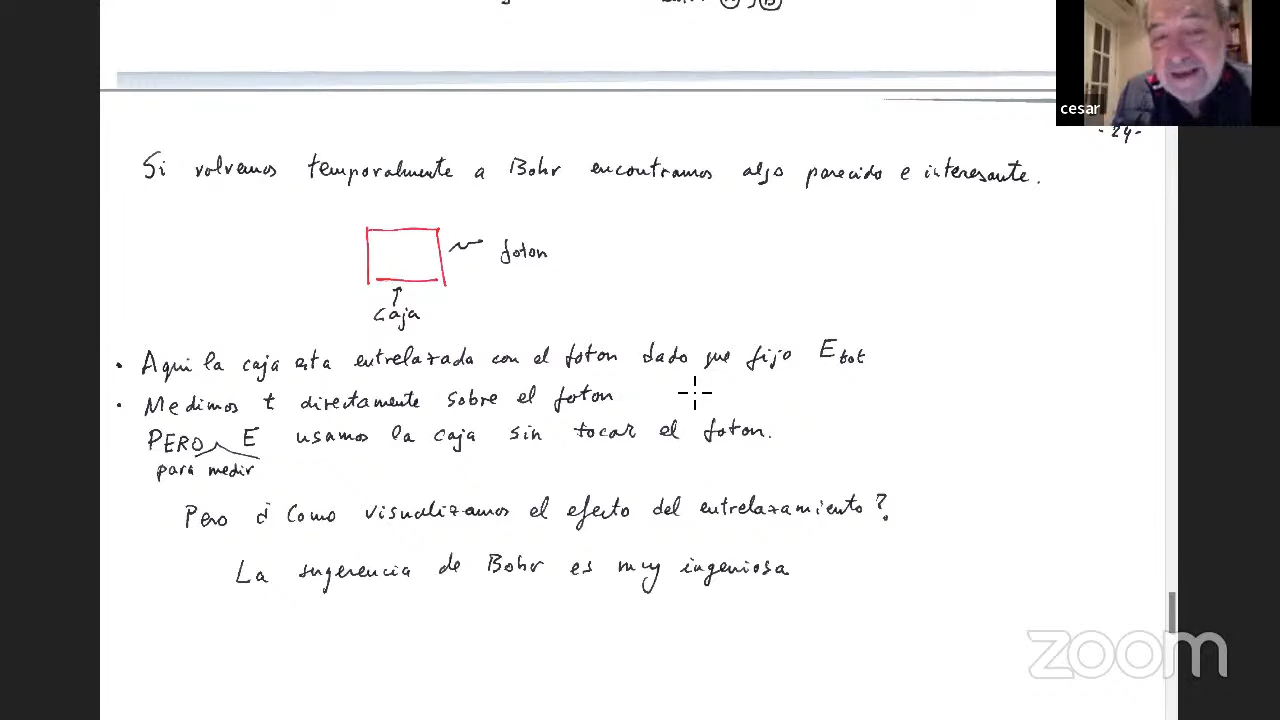 cesar
-24-
Si volvemos temporalmente a Bohr encontramos algo parecido e interesante.
foton
caja
• Aqui la caja esta entrelazada con el foton dado que fijo E tot
• Medimos t directamente sobre el foton
PERO E usamos la caja sin tocar el foton.
para medir
Pero ¿ Como visualizamos el efecto del entrelazamiento?
La sugerencia de Bohr es muy ingeniosa
zoom